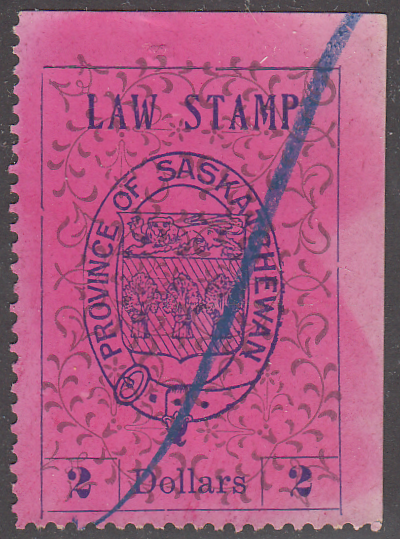 LAW STAMP
PROVINCE OF SASKATCHEWAN
2 Dollars 2